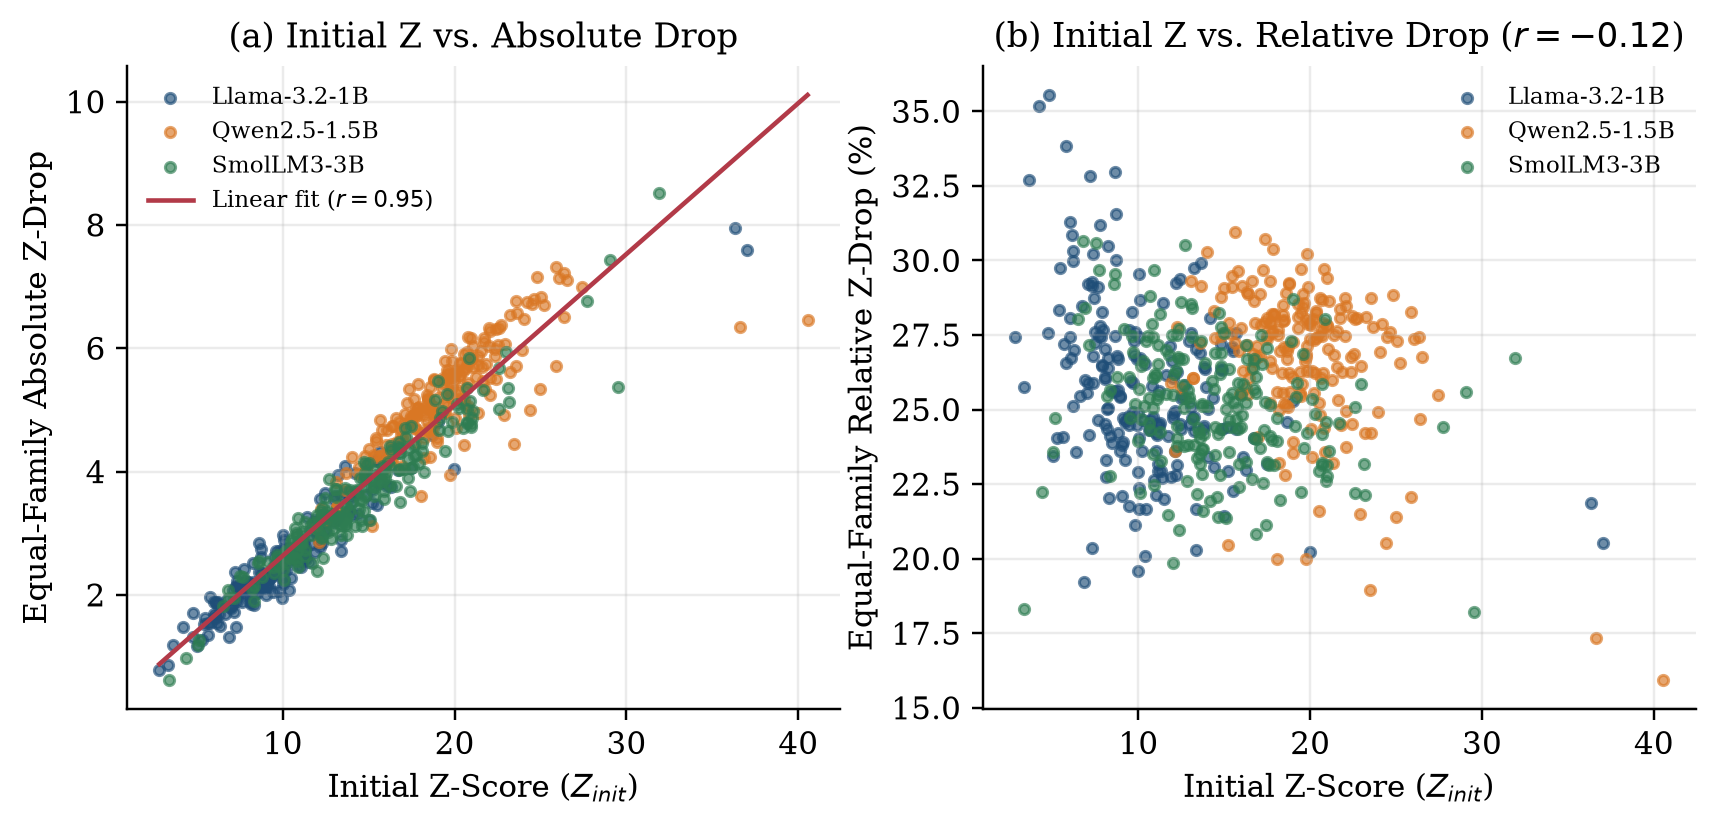 (a) Initial Z vs. Absolute Drop
Llama-3.2-1B
Qwen2.5-1.5B
SmolLM3-3B
Linear fit (r = 0.95)
Equal-Family Absolute Z-Drop
10
8
6
4
2
10
20
30
40
Initial Z-Score (Z_init)
(b) Initial Z vs. Relative Drop (r = −0.12)
Llama-3.2-1B
Qwen2.5-1.5B
SmolLM3-3B
Equal-Family Relative Z-Drop (%)
35.0
32.5
30.0
27.5
25.0
22.5
20.0
17.5
15.0
10
20
30
40
Initial Z-Score (Z_init)